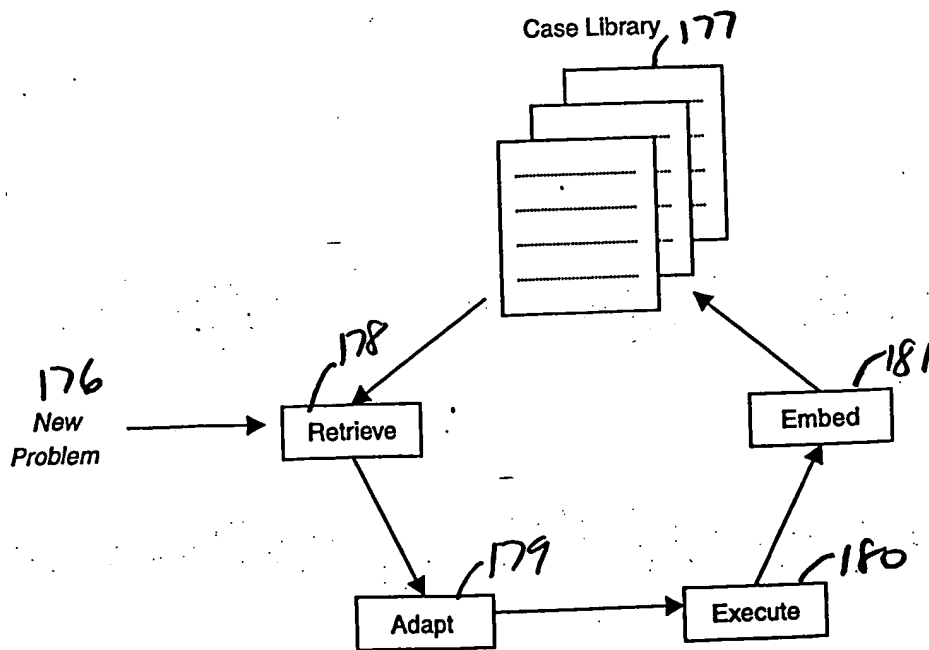 Case Library
177
178
181
176
New
Problem
Retrieve
Embed
179
180
Adapt
Execute